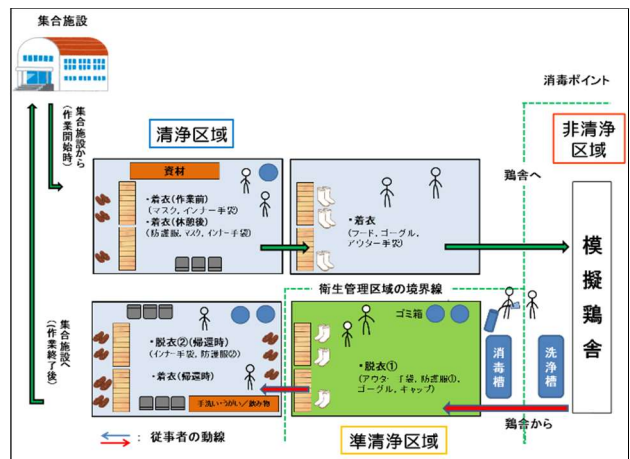 集合施設
消毒ポイント
清浄区域
非清浄
区域
集合施設から
(作業開始時)
資材
・着衣(作業前)
(マスク、インナー手袋)
・着衣(休憩後)
(防護服、マスク、インナー手袋)
・着衣
(フード、ゴーグル、
アウター手袋)
鶏舎へ
模擬鶏舎
衛生管理区域の境界線
集合施設へ
(作業終了後)
・脱衣②(帰還時)
(インナー手袋、防護服②)
・着衣(帰還時)
手洗い・うがい/飲み物
ゴミ箱
・脱衣①
(アウター手袋、防護服①、
ゴーグル、キャップ)
消毒槽
洗浄槽
鶏舎から
準清浄区域
: 従事者の動線